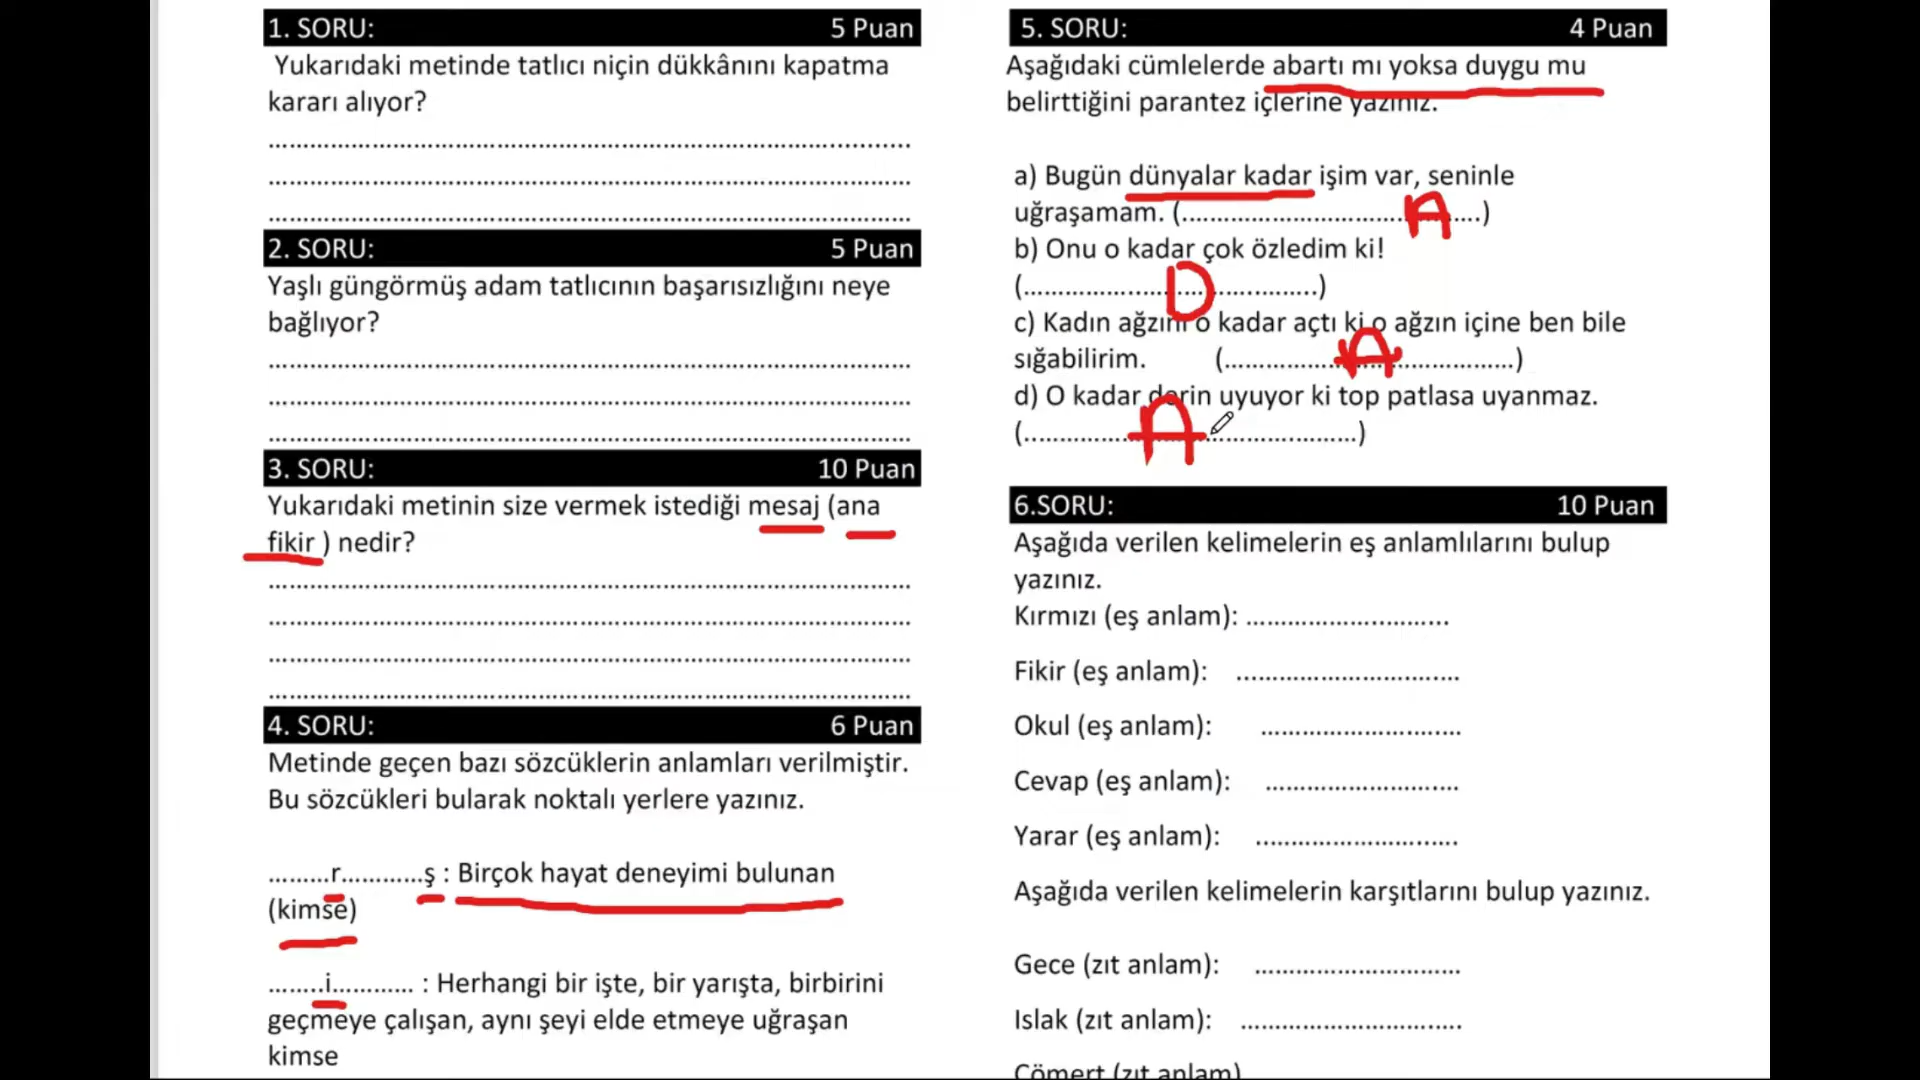 1. SORU: 5 Puan
Yukarıdaki metinde tatlıcı niçin dükkânını kapatma
kararı alıyor?
……………………………………………………………………………
……………………………………………………………………………
……………………………………………………………………………
2. SORU: 5 Puan
Yaşlı güngörmüş adam tatlıcının başarısızlığını neye
bağlıyor?
……………………………………………………………………………
……………………………………………………………………………
……………………………………………………………………………
3. SORU: 10 Puan
Yukarıdaki metinin size vermek istediği mesaj (ana
fikir ) nedir?
……………………………………………………………………………
……………………………………………………………………………
……………………………………………………………………………
……………………………………………………………………………
4. SORU: 6 Puan
Metinde geçen bazı sözcüklerin anlamları verilmiştir.
Bu sözcükleri bularak noktalı yerlere yazınız.
………r…………ş : Birçok hayat deneyimi bulunan
(kimse)
……..i………… : Herhangi bir işte, bir yarışta, birbirini
geçmeye çalışan, aynı şeyi elde etmeye uğraşan
kimse
5. SORU: 4 Puan
Aşağıdaki cümlelerde abartı mı yoksa duygu mu
belirttiğini parantez içlerine yazınız.
a) Bugün dünyalar kadar işim var, seninle
uğraşamam. (…………………………A…..)
b) Onu o kadar çok özledim ki!
(………………D……………)
c) Kadın ağzını o kadar açtı ki o ağzın içine ben bile
sığabilirim. (……………A……………)
d) O kadar derin uyuyor ki top patlasa uyanmaz.
(……………A…………………)
6.SORU: 10 Puan
Aşağıda verilen kelimelerin eş anlamlılarını bulup
yazınız.
Kırmızı (eş anlam): ………………………..
Fikir (eş anlam): …………………………
Okul (eş anlam): ………………………..
Cevap (eş anlam): ……………………….
Yarar (eş anlam): ………………………..
Aşağıda verilen kelimelerin karşıtlarını bulup yazınız.
Gece (zıt anlam): …………………………
Islak (zıt anlam): …………………………..
Cömert (zıt anlam)